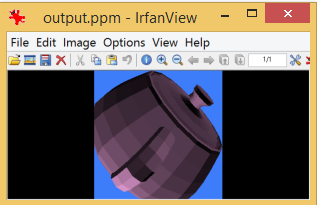 output.ppm - IrfanView
File Edit Image Options View Help
1/1